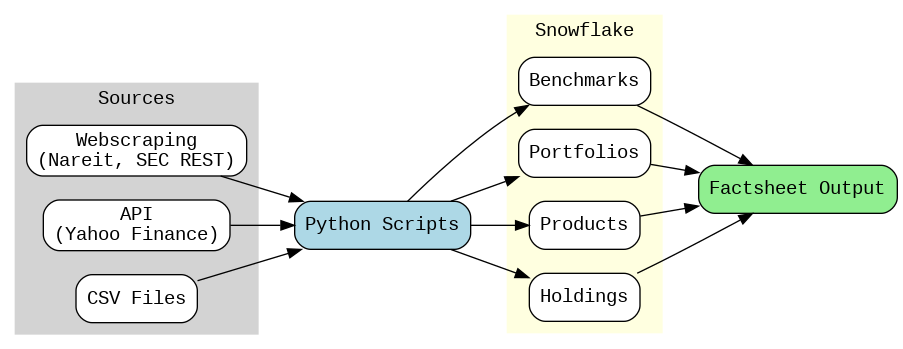 Sources
Webscraping
(Nareit, SEC REST)
API
(Yahoo Finance)
CSV Files
Python Scripts
Snowflake
Benchmarks
Portfolios
Products
Holdings
Factsheet Output